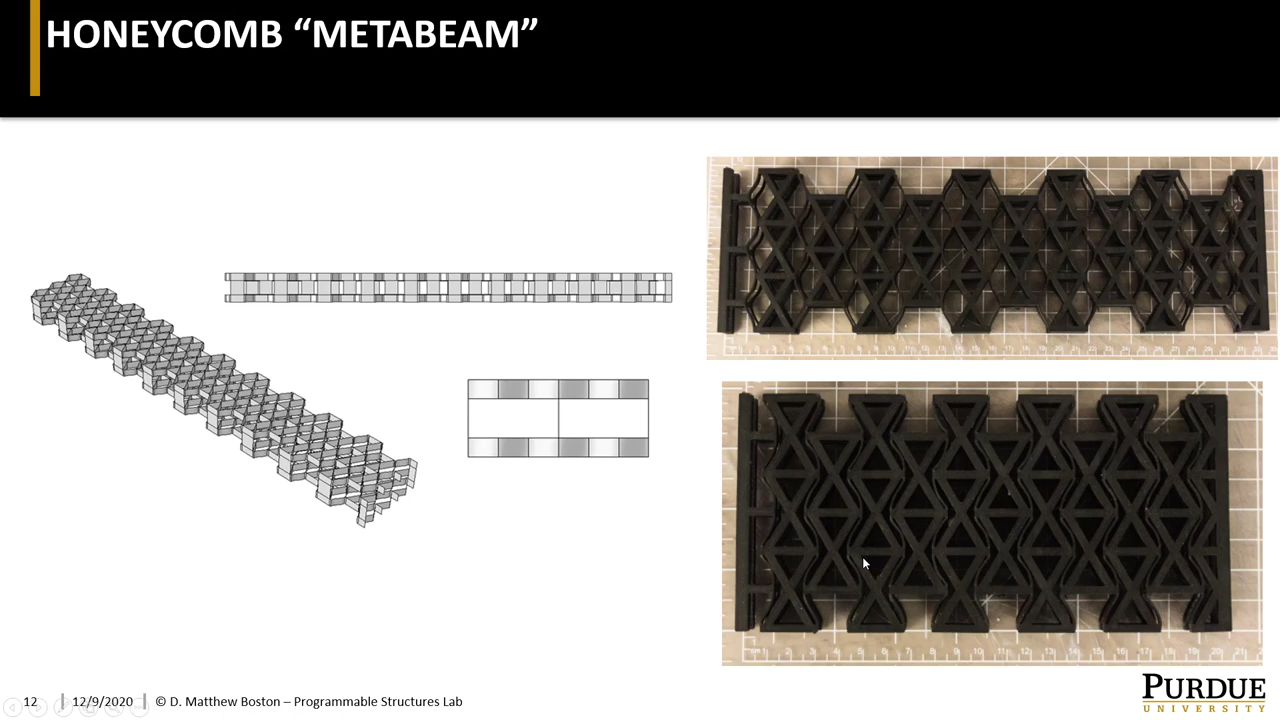 HONEYCOMB “METABEAM”
12
12/9/2020
© D. Matthew Boston – Programmable Structures Lab
PURDUE
UNIVERSITY